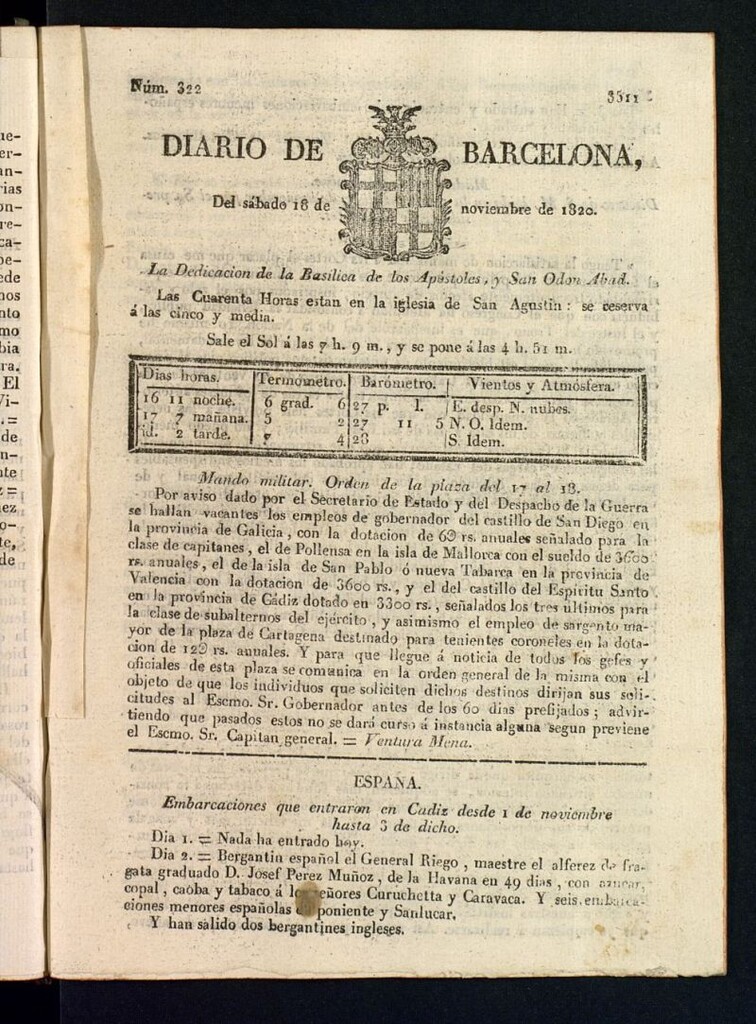 Núm. 322
3511
DIARIO DE BARCELONA,
Del sábado 18 de noviembre de 1820.
La Dedicacion de la Basílica de los Apóstoles, y San Odon Abad.
Las Cuarenta Horas estan en la iglesia de San Agustin: se reserva
á las cinco y media.
Sale el Sol á las 7 h. 9 m., y se pone á las 4 h. 51 m.
Dias horas. Termometro. Barómetro. Vientos y Atmósfera.
16 11 noche. 6 grad. 6 27 p. l. E. desp. N. nubes.
17 7 mañana. 5 2 27 11 5 N. O. Idem.
id. 2 tarde. 7 4 28 S. Idem.
Mando militar. Orden de la plaza del 17 al 18.
Por aviso dado por el Secretario de Estado y del Despacho de la Guerra
se hallan vacantes los empleos de gobernador del castillo de San Diego en
la provincia de Galicia, con la dotacion de 6@ rs. anuales señalado para la
clase de capitanes, el de Pollensa en la isla de Mallorca con el sueldo de 3600
rs. anuales, el de la isla de San Pablo ó nueva Tabarca en la provincia de
Valencia con la dotacion de 3600 rs., y el del castillo del Espíritu Santo
en la provincia de Cádiz dotado en 3300 rs., señalados los tres últimos para
la clase de subalternos del ejército, y asimismo el empleo de sargento ma-
yor de la plaza de Cartagena destinado para tenientes coroneles en la dota-
cion de 12@ rs. anuales. Y para que llegue á noticia de todos los gefes y
oficiales de esta plaza se comunica en la orden general de la misma con el
objeto de que los individuos que soliciten dichos destinos dirijan sus soli-
citudes al Escmo. Sr. Gobernador antes de los 60 dias prefijados; advir-
tiendo que pasados estos no se dará curso á instancia alguna segun previene
el Escmo. Sr. Capitan general. = Ventura Mena.
ESPAÑA.
Embarcaciones que entraron en Cadiz desde 1 de noviembre
hasta 3 de dicho.
Dia 1. = Nada ha entrado hoy.
Dia 2. = Bergantin español el General Riego, maestre el alferez de fra-
gata graduado D. Josef Perez Muñoz, de la Havana en 49 dias, con azucar,
copal, caoba y tabaco á los señores Curuchetta y Caravaca. Y seis embarca-
ciones menores españolas poniente y Sanlucar.
Y han salido dos bergantines ingleses.